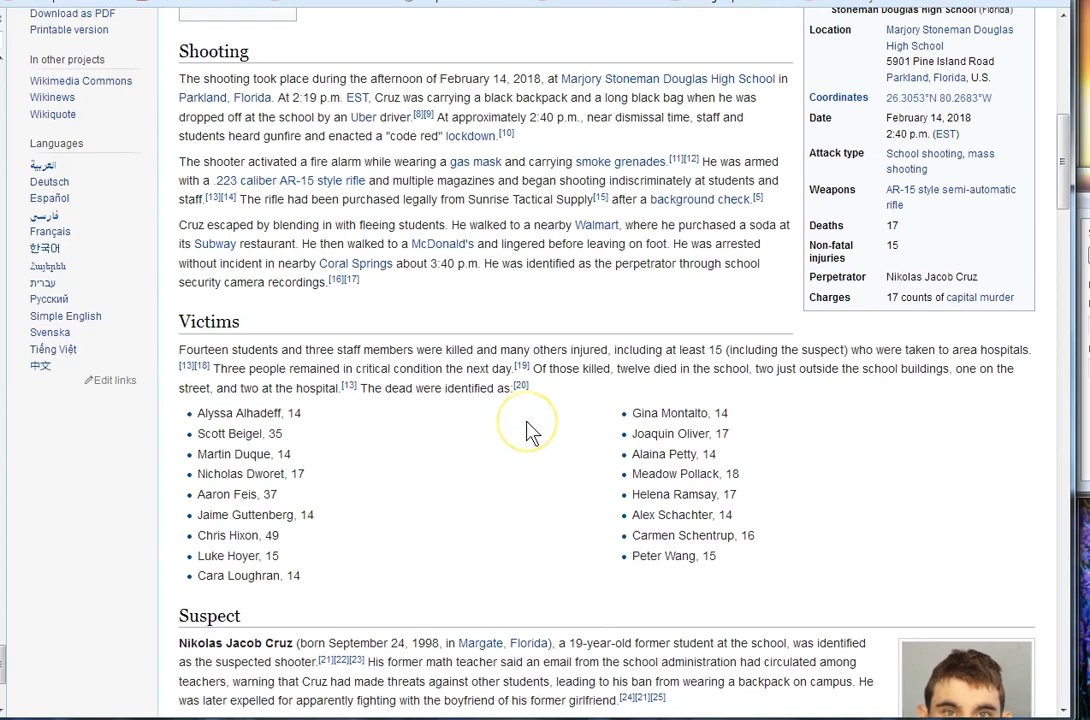 Download as PDF
Printable version
In other projects
Wikimedia Commons
Wikinews
Wikiquote
Languages
العربية
Deutsch
Español
فارسی
Français
한국어
Հայերեն
עברית
Русский
Simple English
Svenska
Tiếng Việt
中文
Edit links
Shooting
The shooting took place during the afternoon of February 14, 2018, at Marjory Stoneman Douglas High School in
Parkland, Florida. At 2:19 p.m. EST, Cruz was carrying a black backpack and a long black bag when he was
dropped off at the school by an Uber driver.[8][9] At approximately 2:40 p.m., near dismissal time, staff and
students heard gunfire and enacted a "code red" lockdown.[10]
The shooter activated a fire alarm while wearing a gas mask and carrying smoke grenades.[11][12] He was armed
with a .223 caliber AR-15 style rifle and multiple magazines and began shooting indiscriminately at students and
staff.[13][14] The rifle had been purchased legally from Sunrise Tactical Supply[15] after a background check.[5]
Cruz escaped by blending in with fleeing students. He walked to a nearby Walmart, where he purchased a soda at
its Subway restaurant. He then walked to a McDonald's and lingered before leaving on foot. He was arrested
without incident in nearby Coral Springs about 3:40 p.m. He was identified as the perpetrator through school
security camera recordings.[16][17]
Stoneman Douglas High School (Florida)
Location Marjory Stoneman Douglas
High School
5901 Pine Island Road
Parkland, Florida, U.S.
Coordinates 26.3053°N 80.2683°W
Date February 14, 2018
2:40 p.m. (EST)
Attack type School shooting, mass
shooting
Weapons AR-15 style semi-automatic
rifle
Deaths 17
Non-fatal 15
injuries
Perpetrator Nikolas Jacob Cruz
Charges 17 counts of capital murder
Victims
Fourteen students and three staff members were killed and many others injured, including at least 15 (including the suspect) who were taken to area hospitals.
[13][18] Three people remained in critical condition the next day.[19] Of those killed, twelve died in the school, two just outside the school buildings, one on the
street, and two at the hospital.[13] The dead were identified as:[20]
Alyssa Alhadeff, 14
Scott Beigel, 35
Martin Duque, 14
Nicholas Dworet, 17
Aaron Feis, 37
Jaime Guttenberg, 14
Chris Hixon, 49
Luke Hoyer, 15
Cara Loughran, 14
Gina Montalto, 14
Joaquin Oliver, 17
Alaina Petty, 14
Meadow Pollack, 18
Helena Ramsay, 17
Alex Schachter, 14
Carmen Schentrup, 16
Peter Wang, 15
Suspect
Nikolas Jacob Cruz (born September 24, 1998, in Margate, Florida), a 19-year-old former student at the school, was identified
as the suspected shooter.[21][22][23] His former math teacher said an email from the school administration had circulated among
teachers, warning that Cruz had made threats against other students, leading to his ban from wearing a backpack on campus. He
was later expelled for apparently fighting with the boyfriend of his former girlfriend.[24][21][25]